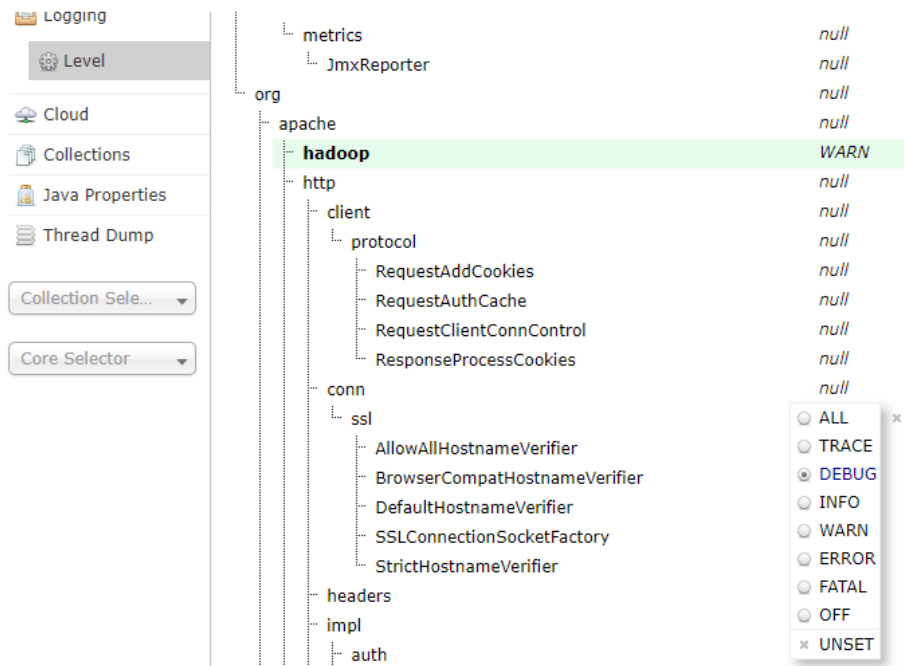 Logging
Level
Cloud
Collections
Java Properties
Thread Dump
Collection Sele...
Core Selector
metrics null
JmxReporter null
org null
apache null
hadoop WARN
http null
client null
protocol null
RequestAddCookies null
RequestAuthCache null
RequestClientConnControl null
ResponseProcessCookies null
conn null
ssl
AllowAllHostnameVerifier
BrowserCompatHostnameVerifier
DefaultHostnameVerifier
SSLConnectionSocketFactory
StrictHostnameVerifier
headers
impl
auth
ALL
TRACE
DEBUG
INFO
WARN
ERROR
FATAL
OFF
UNSET